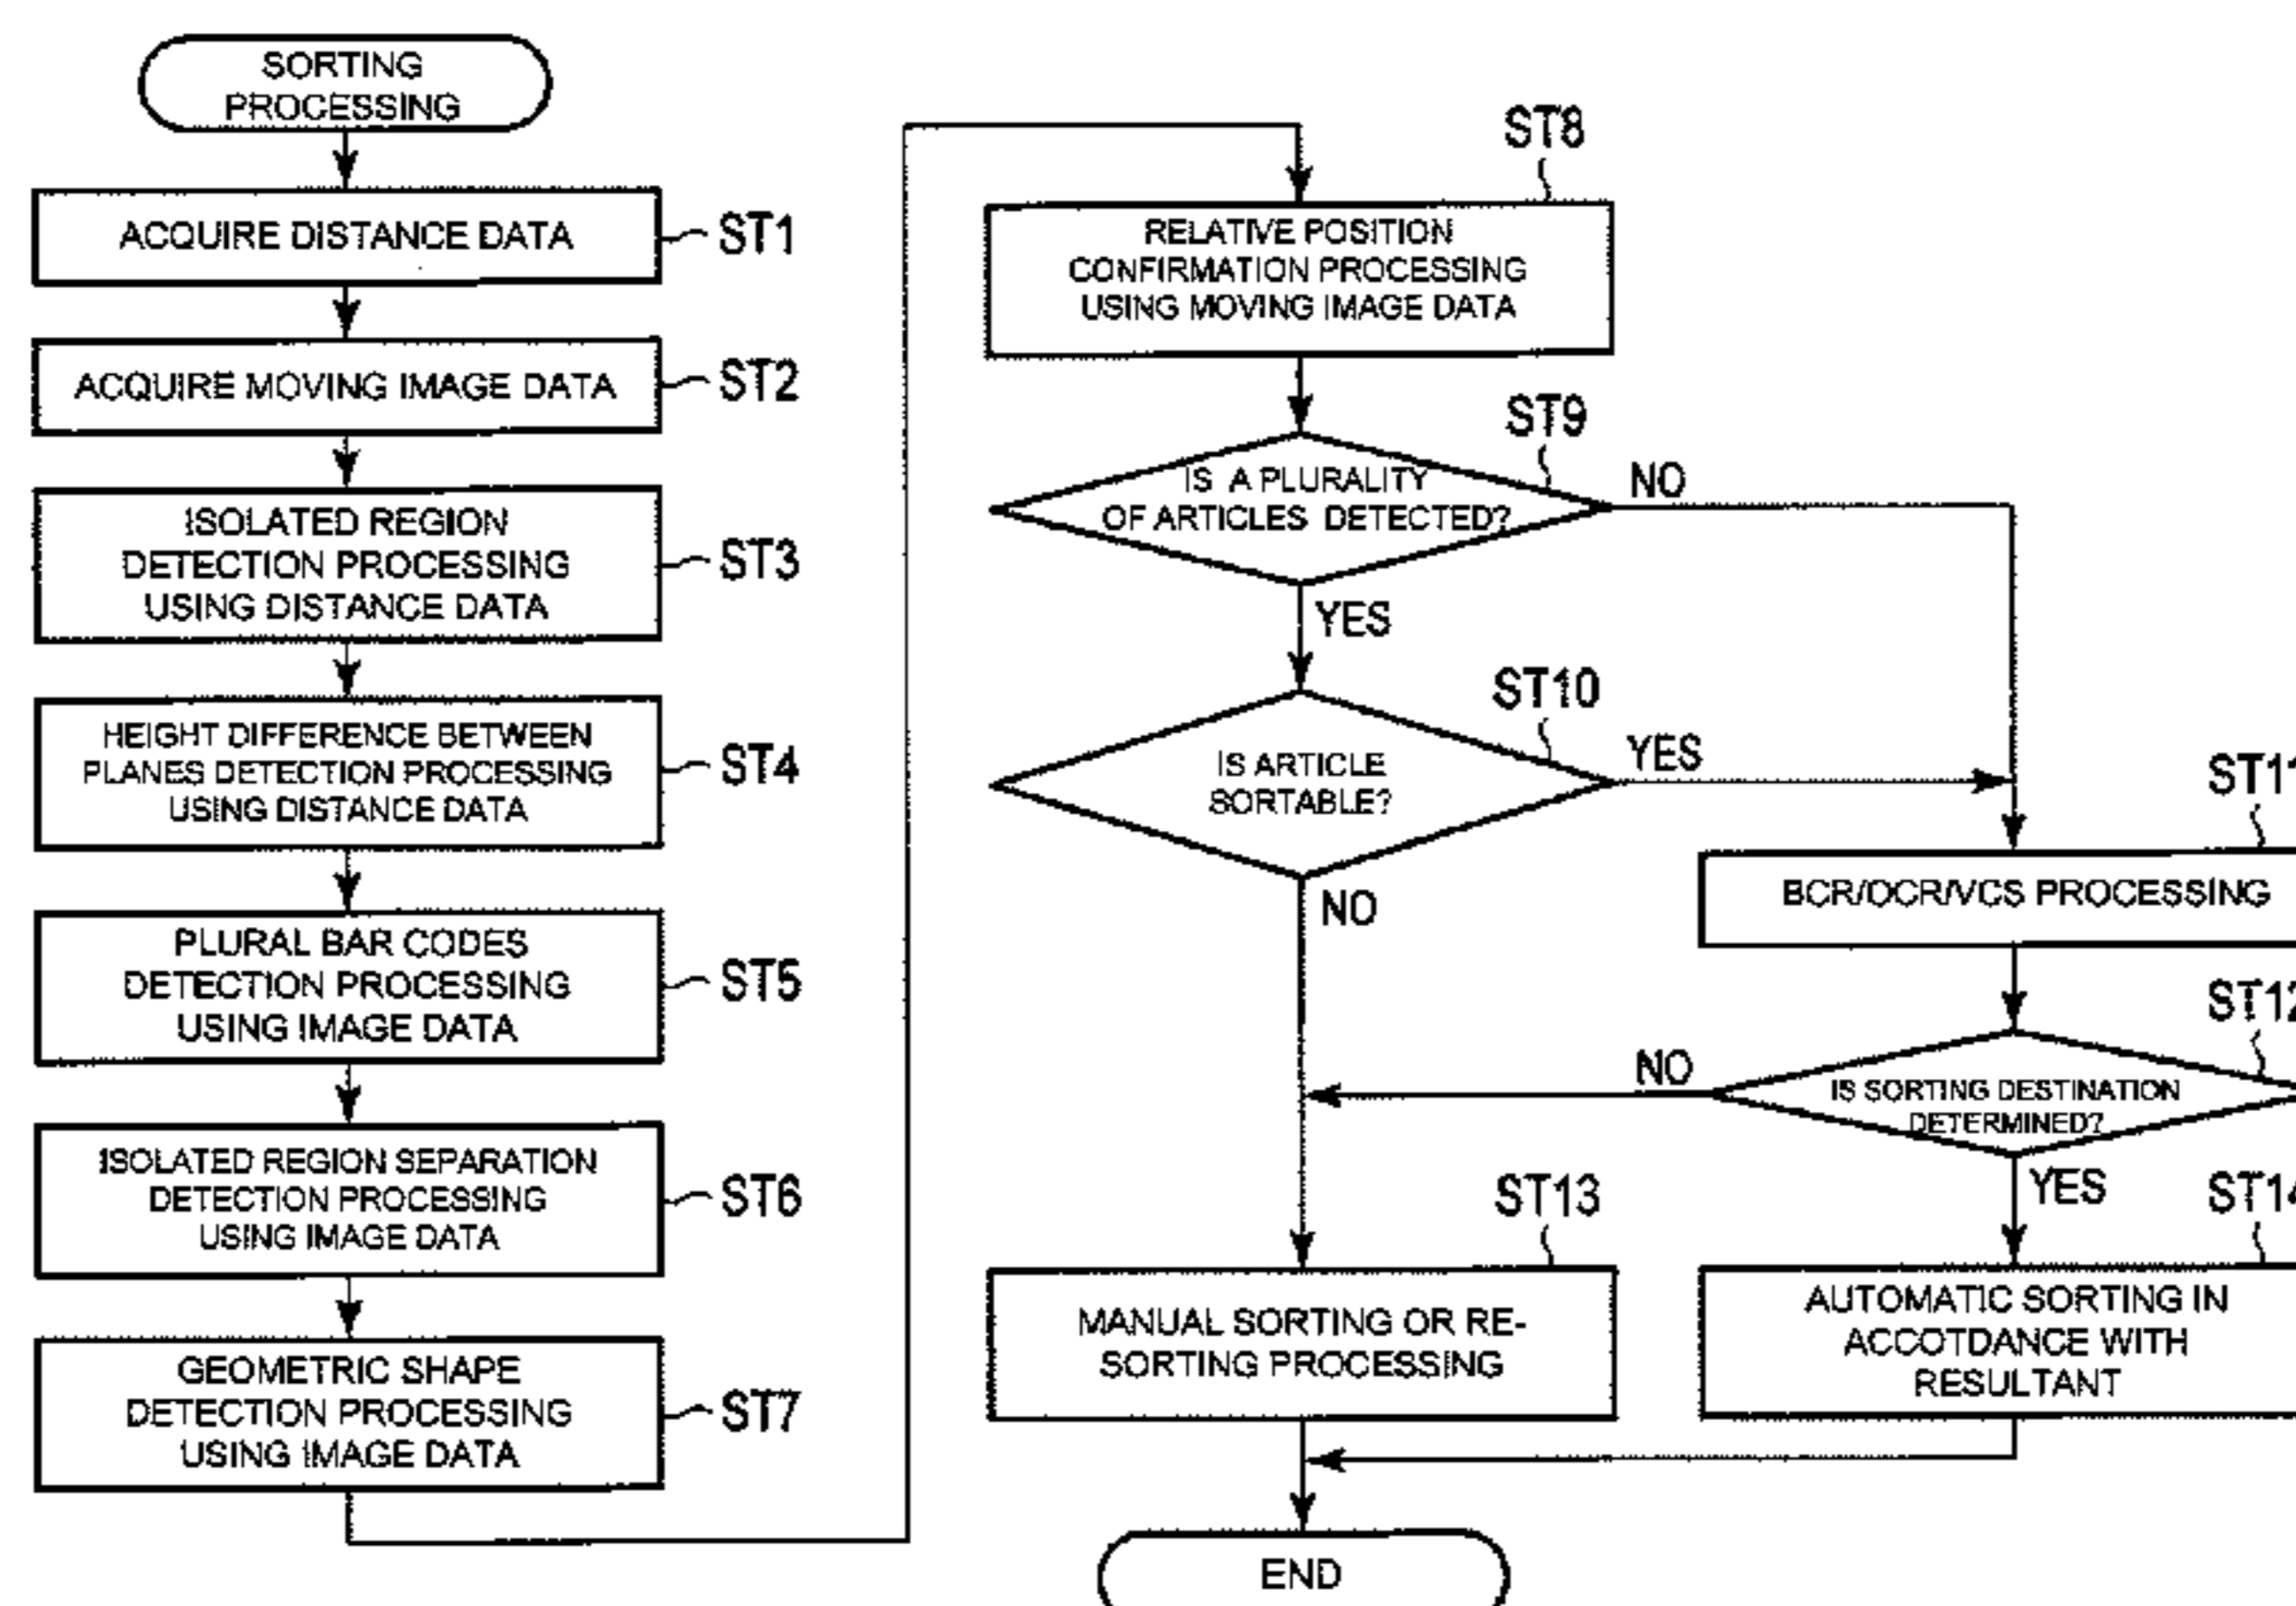 SORTING
PROCESSING
ACQUIRE DISTANCE DATA
ST1
ACQUIRE MOVING IMAGE DATA
ST2
ISOLATED REGION
DETECTION PROCESSING
USING DISTANCE DATA
ST3
HEIGHT DIFFERENCE BETWEEN
PLANES DETECTION PROCESSING
USING DISTANCE DATA
ST4
PLURAL BAR CODES
DETECTION PROCESSING
USING IMAGE DATA
ST5
ISOLATED REGION SEPARATION
DETECTION PROCESSING
USING IMAGE DATA
ST6
GEOMETRIC SHAPE
DETECTION PROCESSING
USING IMAGE DATA
ST7
ST8
RELATIVE POSITION
CONFIRMATION PROCESSING
USING MOVING IMAGE DATA
ST9
IS A PLURALITY
OF ARTICLES DETECTED?
NO
YES
ST10
IS ARTICLE
SORTABLE?
YES
NO
ST11
BCR/OCR/VCS PROCESSING
ST12
IS SORTING DESTINATION
DETERMINED?
NO
YES
ST13
MANUAL SORTING OR RE-
SORTING PROCESSING
ST14
AUTOMATIC SORTING IN
ACCOTDANCE WITH
RESULTANT
END